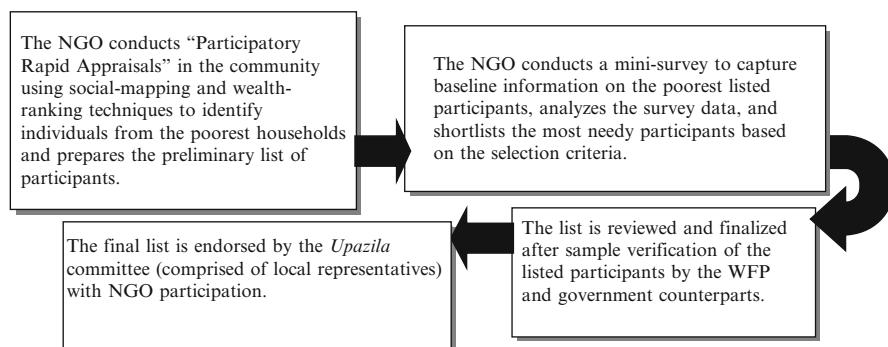 The NGO conducts “Participatory
Rapid Appraisals” in the community
using social-mapping and wealth-
ranking techniques to identify
individuals from the poorest households
and prepares the preliminary list of
participants.
The NGO conducts a mini-survey to capture
baseline information on the poorest listed
participants, analyzes the survey data, and
shortlists the most needy participants based
on the selection criteria.
The list is reviewed and finalized
after sample verification of the
listed participants by the WFP
and government counterparts.
The final list is endorsed by the Upazila
committee (comprised of local representatives)
with NGO participation.